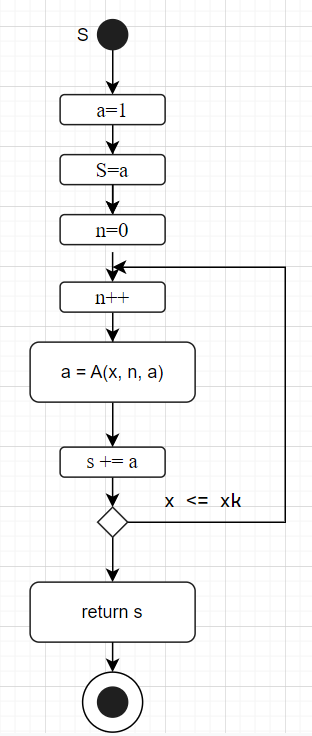 S
a=1
S=a
n=0
n++
a = A(x, n, a)
s += a
x <= xk
return s